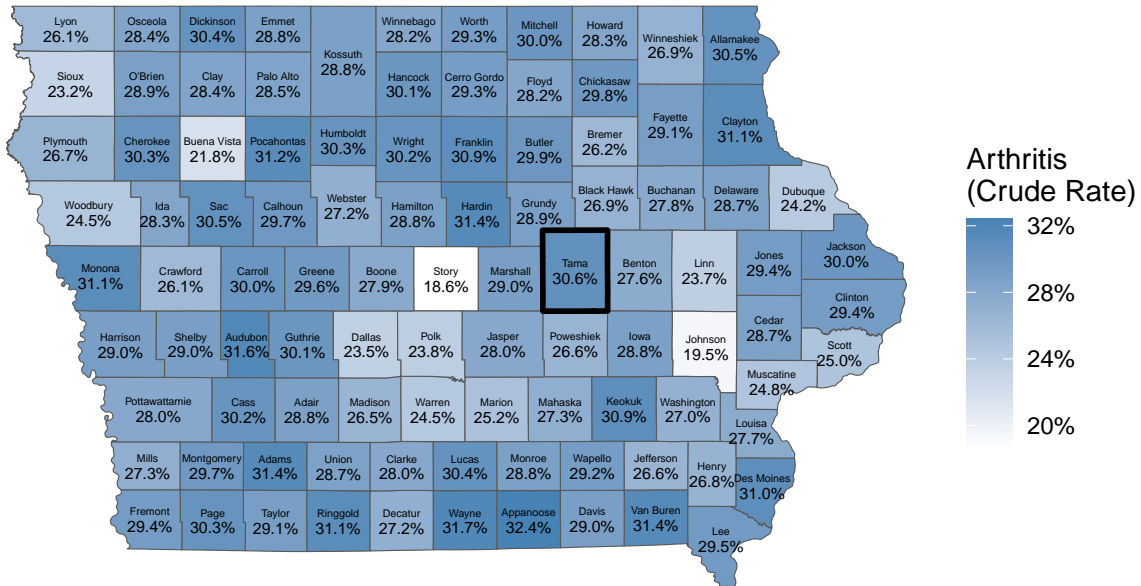 Lyon
26.1%
Osceola
28.4%
Dickinson
30.4%
Emmet
28.8%
Winnebago
28.2%
Worth
29.3%
Mitchell
30.0%
Howard
28.3%
Winneshiek
26.9%
Allamakee
30.5%
Kossuth
28.8%
Sioux
23.2%
O'Brien
28.9%
Clay
28.4%
Palo Alto
28.5%
Hancock
30.1%
Cerro Gordo
29.3%
Floyd
28.2%
Chickasaw
29.8%
Fayette
29.1%
Clayton
31.1%
Plymouth
26.7%
Cherokee
30.3%
Buena Vista
21.8%
Pocahontas
31.2%
Humboldt
30.3%
Wright
30.2%
Franklin
30.9%
Butler
29.9%
Bremer
26.2%
Woodbury
24.5%
Ida
28.3%
Sac
30.5%
Calhoun
29.7%
Webster
27.2%
Hamilton
28.8%
Hardin
31.4%
Grundy
28.9%
Black Hawk
26.9%
Buchanan
27.8%
Delaware
28.7%
Dubuque
24.2%
Monona
31.1%
Crawford
26.1%
Carroll
30.0%
Greene
29.6%
Boone
27.9%
Story
18.6%
Marshall
29.0%
Tama
30.6%
Benton
27.6%
Linn
23.7%
Jones
29.4%
Jackson
30.0%
Clinton
29.4%
Cedar
28.7%
Harrison
29.0%
Shelby
29.0%
Audubon
31.6%
Guthrie
30.1%
Dallas
23.5%
Polk
23.8%
Jasper
28.0%
Poweshiek
26.6%
Iowa
28.8%
Johnson
19.5%
Scott
25.0%
Muscatine
24.8%
Pottawattamie
28.0%
Cass
30.2%
Adair
28.8%
Madison
26.5%
Warren
24.5%
Marion
25.2%
Mahaska
27.3%
Keokuk
30.9%
Washington
27.0%
Louisa
27.7%
Mills
27.3%
Montgomery
29.7%
Adams
31.4%
Union
28.7%
Clarke
28.0%
Lucas
30.4%
Monroe
28.8%
Wapello
29.2%
Jefferson
26.6%
Henry
26.8%
Des Moines
31.0%
Fremont
29.4%
Page
30.3%
Taylor
29.1%
Ringgold
31.1%
Decatur
27.2%
Wayne
31.7%
Appanoose
32.4%
Davis
29.0%
Van Buren
31.4%
Lee
29.5%
Arthritis
(Crude Rate)
32%
28%
24%
20%